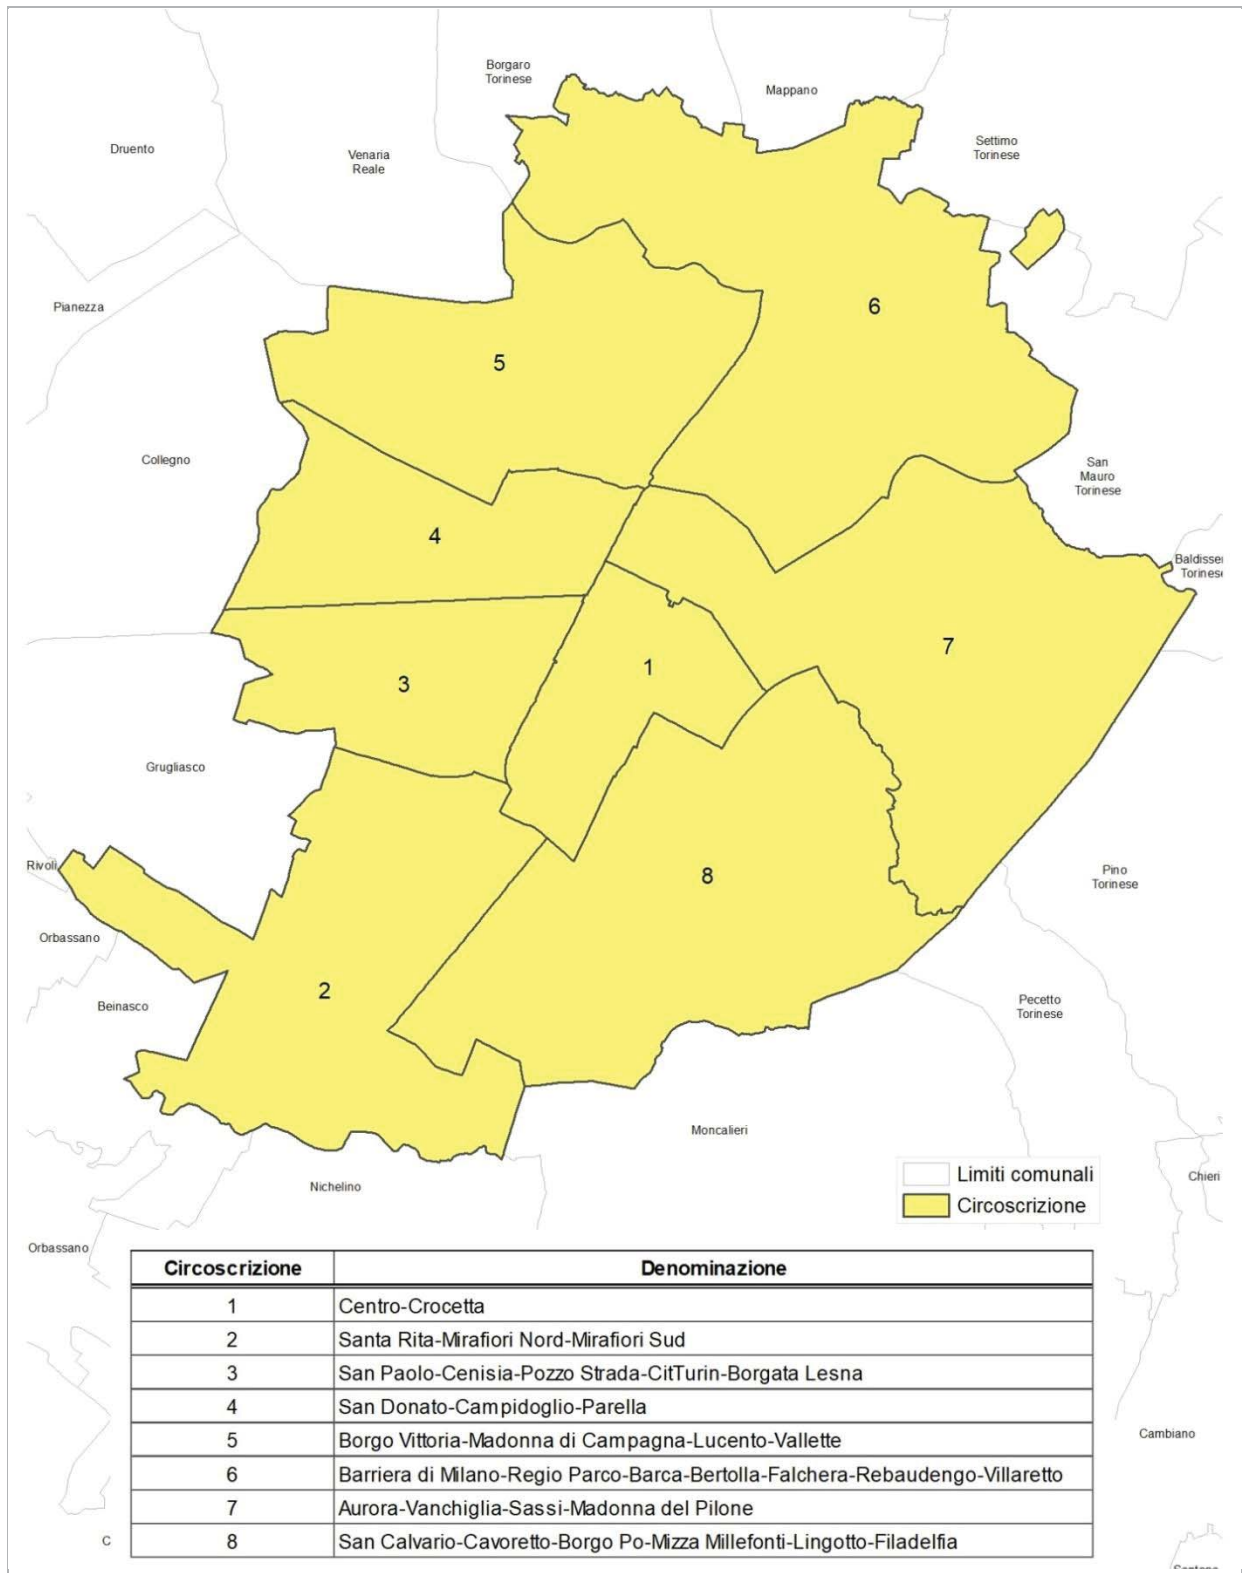 Borgaro
Torinese
Mappano
Druento
Venaria
Reale
Settimo
Torinese
Pianezza
6
5
Collegno
San
Mauro
Torinese
4
Baldisser
Torinese
7
1
3
Grugliasco
Rivoli
8
Pino
Torinese
Orbassano
2
Beinasco
Pecetto
Torinese
Moncalieri
Limiti comunali
Chieri
Nichelino
Circoscrizione
Orbassano
Circoscrizione Denominazione
1 Centro-Crocetta
2 Santa Rita-Mirafiori Nord-Mirafiori Sud
3 San Paolo-Cenisia-Pozzo Strada-CitTurin-Borgata Lesna
4 San Donato-Campidoglio-Parella
5 Borgo Vittoria-Madonna di Campagna-Lucento-Vallette
6 Barriera di Milano-Regio Parco-Barca-Bertolla-Falchera-Rebaudengo-Villaretto
7 Aurora-Vanchiglia-Sassi-Madonna del Pilone
8 San Calvario-Cavoretto-Borgo Po-Mizza Millefonti-Lingotto-Filadelfia
Cambiano
C